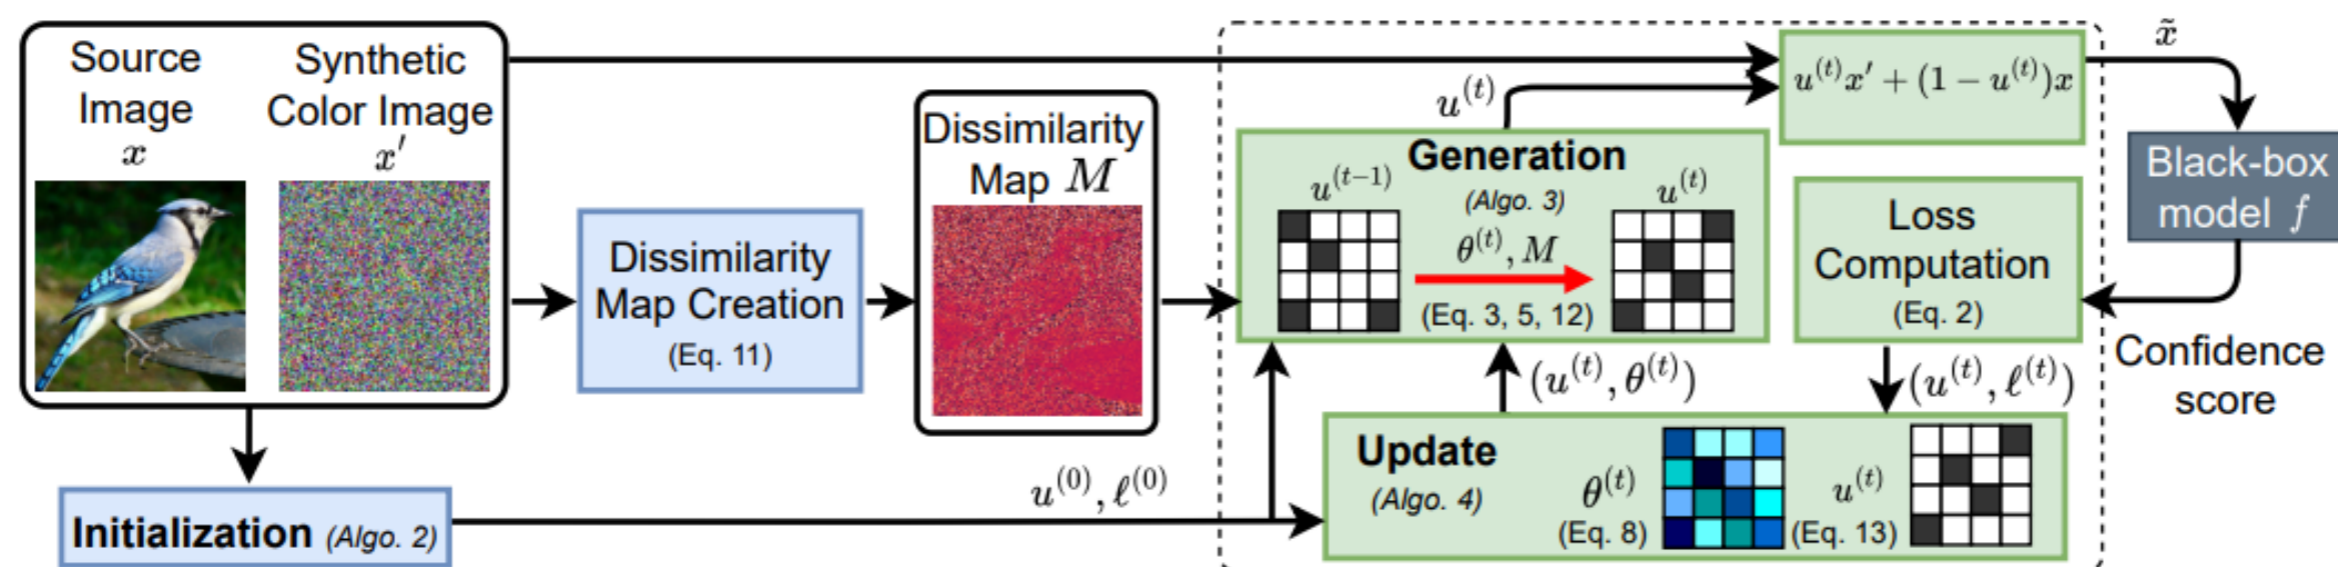 Source
Image
x
Synthetic
Color Image
x′
Dissimilarity
Map Creation
(Eq. 11)
Dissimilarity
Map M
Initialization (Algo. 2)
u^(0), ℓ^(0)
u^(t)
Generation
(Algo. 3)
u^(t−1)
θ^(t), M
(Eq. 3, 5, 12)
u^(t)
u^(t)x′ + (1 − u^(t))x
x̃
Black-box
model f
Confidence
score
Loss
Computation
(Eq. 2)
(u^(t), θ^(t))
(u^(t), ℓ^(t))
Update
(Algo. 4)
θ^(t)
(Eq. 8)
u^(t)
(Eq. 13)